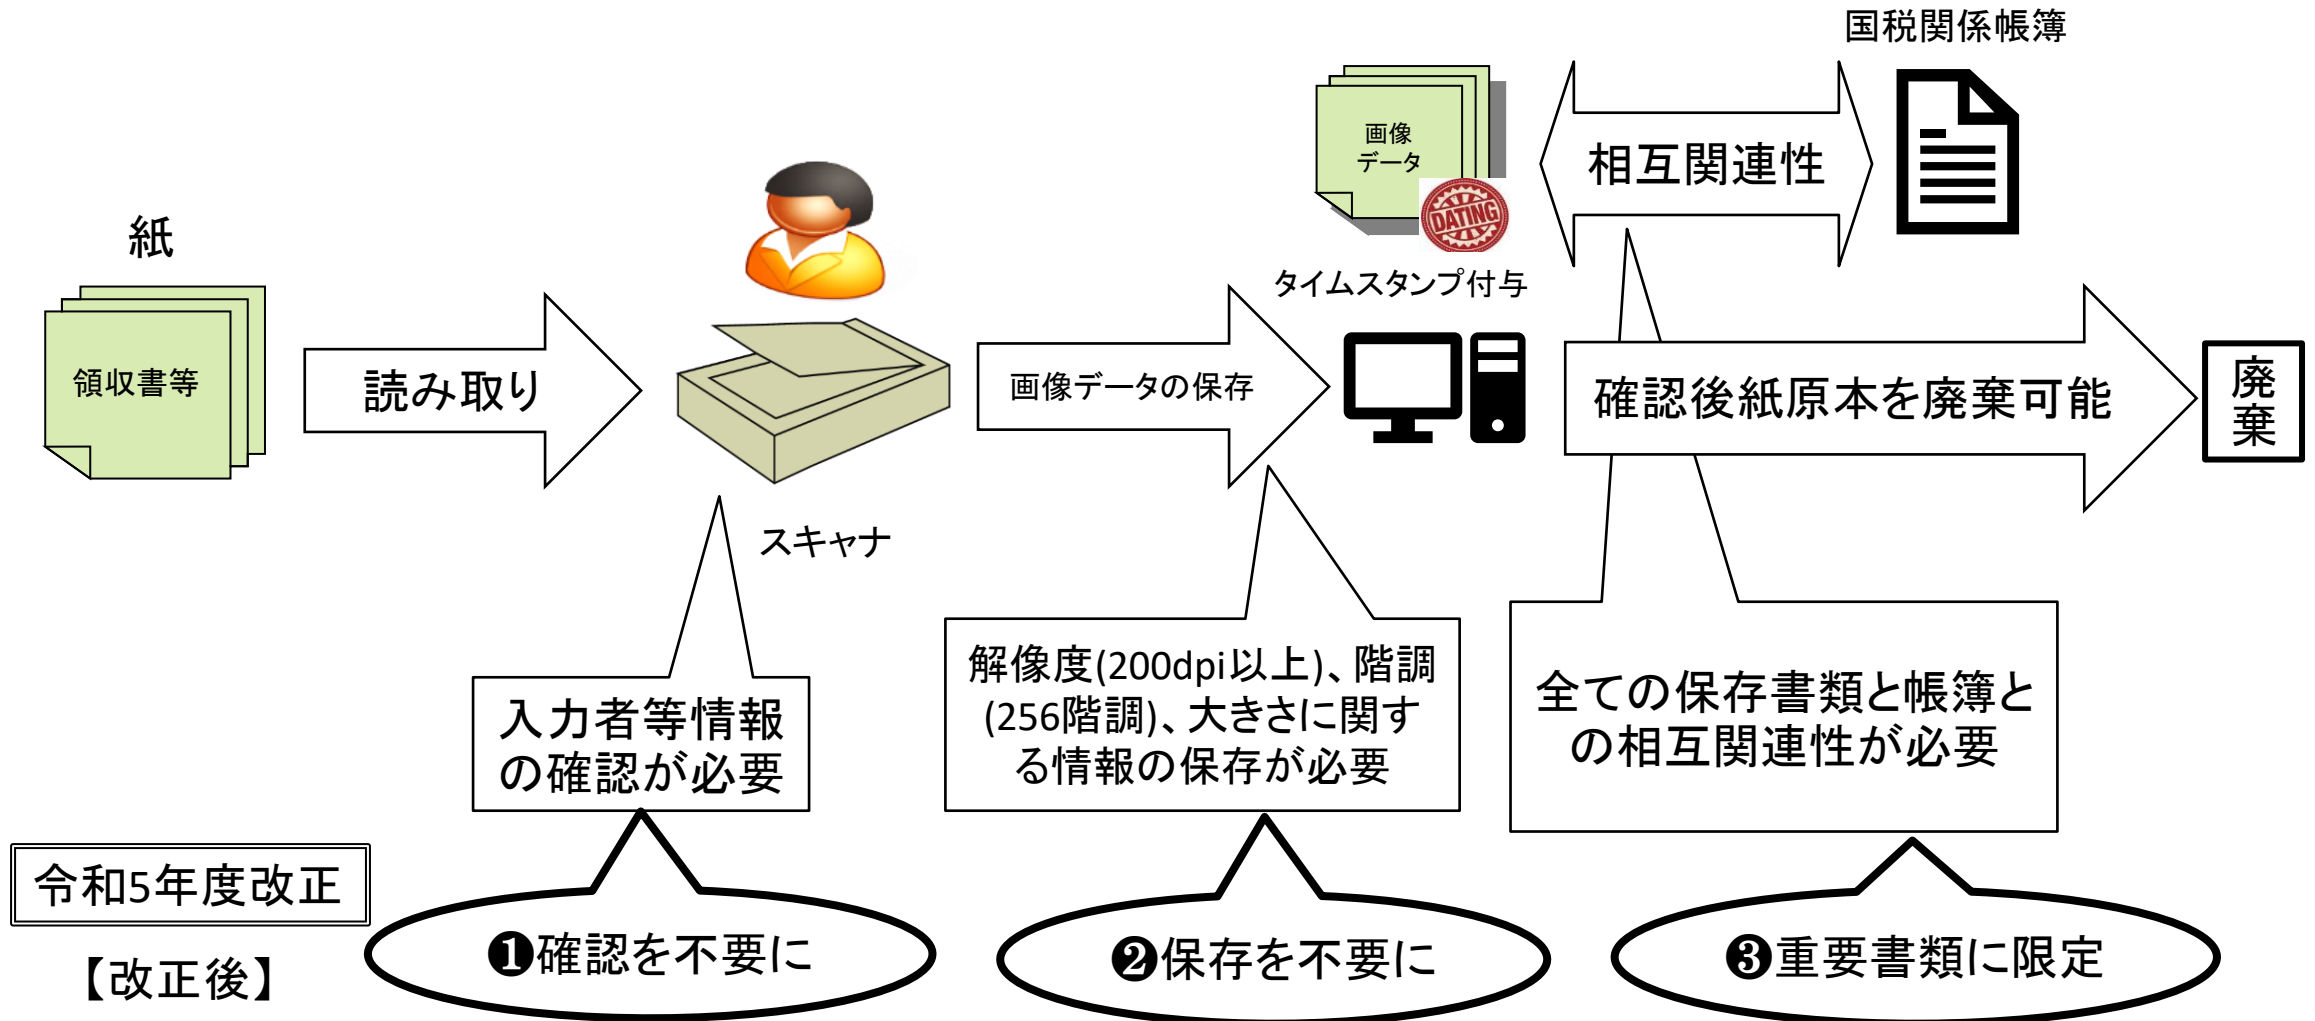 国税関係帳簿
画像
データ
DATING
相互関連性
紙
タイムスタンプ付与
領収書等
読み取り
画像データの保存
確認後紙原本を廃棄可能
廃
棄
スキャナ
入力者等情報
の確認が必要
解像度(200dpi以上)、階調
(256階調)、大きさに関す
る情報の保存が必要
全ての保存書類と帳簿と
の相互関連性が必要
令和5年度改正
【改正後】
❶確認を不要に
❷保存を不要に
❸重要書類に限定